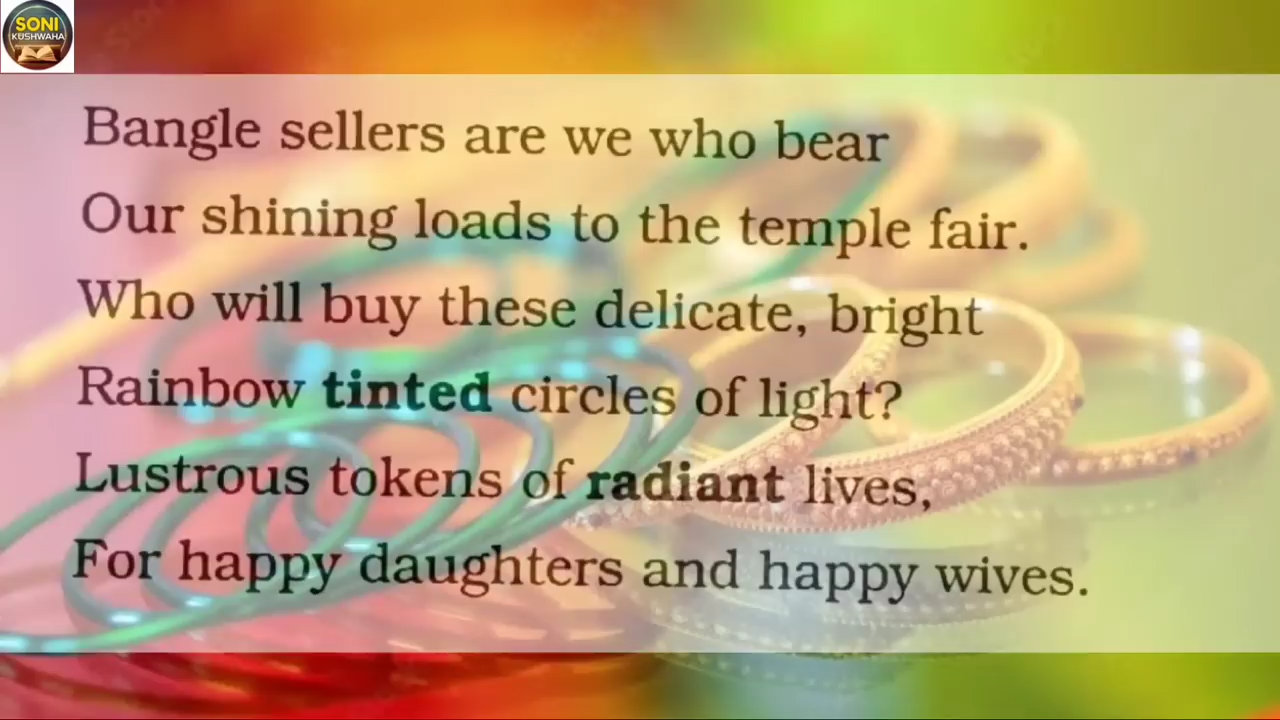 SONI
KUSHWAHA
Bangle sellers are we who bear
Our shining loads to the temple fair.
Who will buy these delicate, bright
Rainbow tinted circles of light?
Lustrous tokens of radiant lives,
For happy daughters and happy wives.